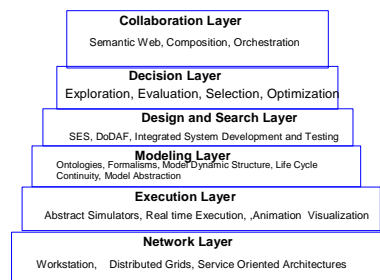 Collaboration Layer
Semantic Web, Composition, Orchestration
Decision Layer
Exploration, Evaluation, Selection, Optimization
Design and Search Layer
SES, DoDAF, Integrated System Development and Testing
Modeling Layer
Ontologies, Formalisms, Model Dynamic Structure, Life Cycle
Continuity, Model Abstraction
Execution Layer
Abstract Simulators, Real time Execution, ,Animation Visualization
Network Layer
Workstation, Distributed Grids, Service Oriented Architectures